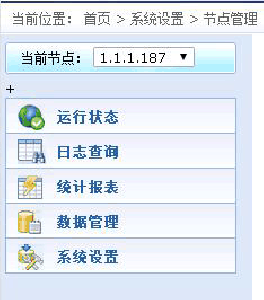 当前位置： 首页 > 系统设置 > 节点管理
当前节点： 1.1.1.187
+
运行状态
日志查询
统计报表
数据管理
系统设置